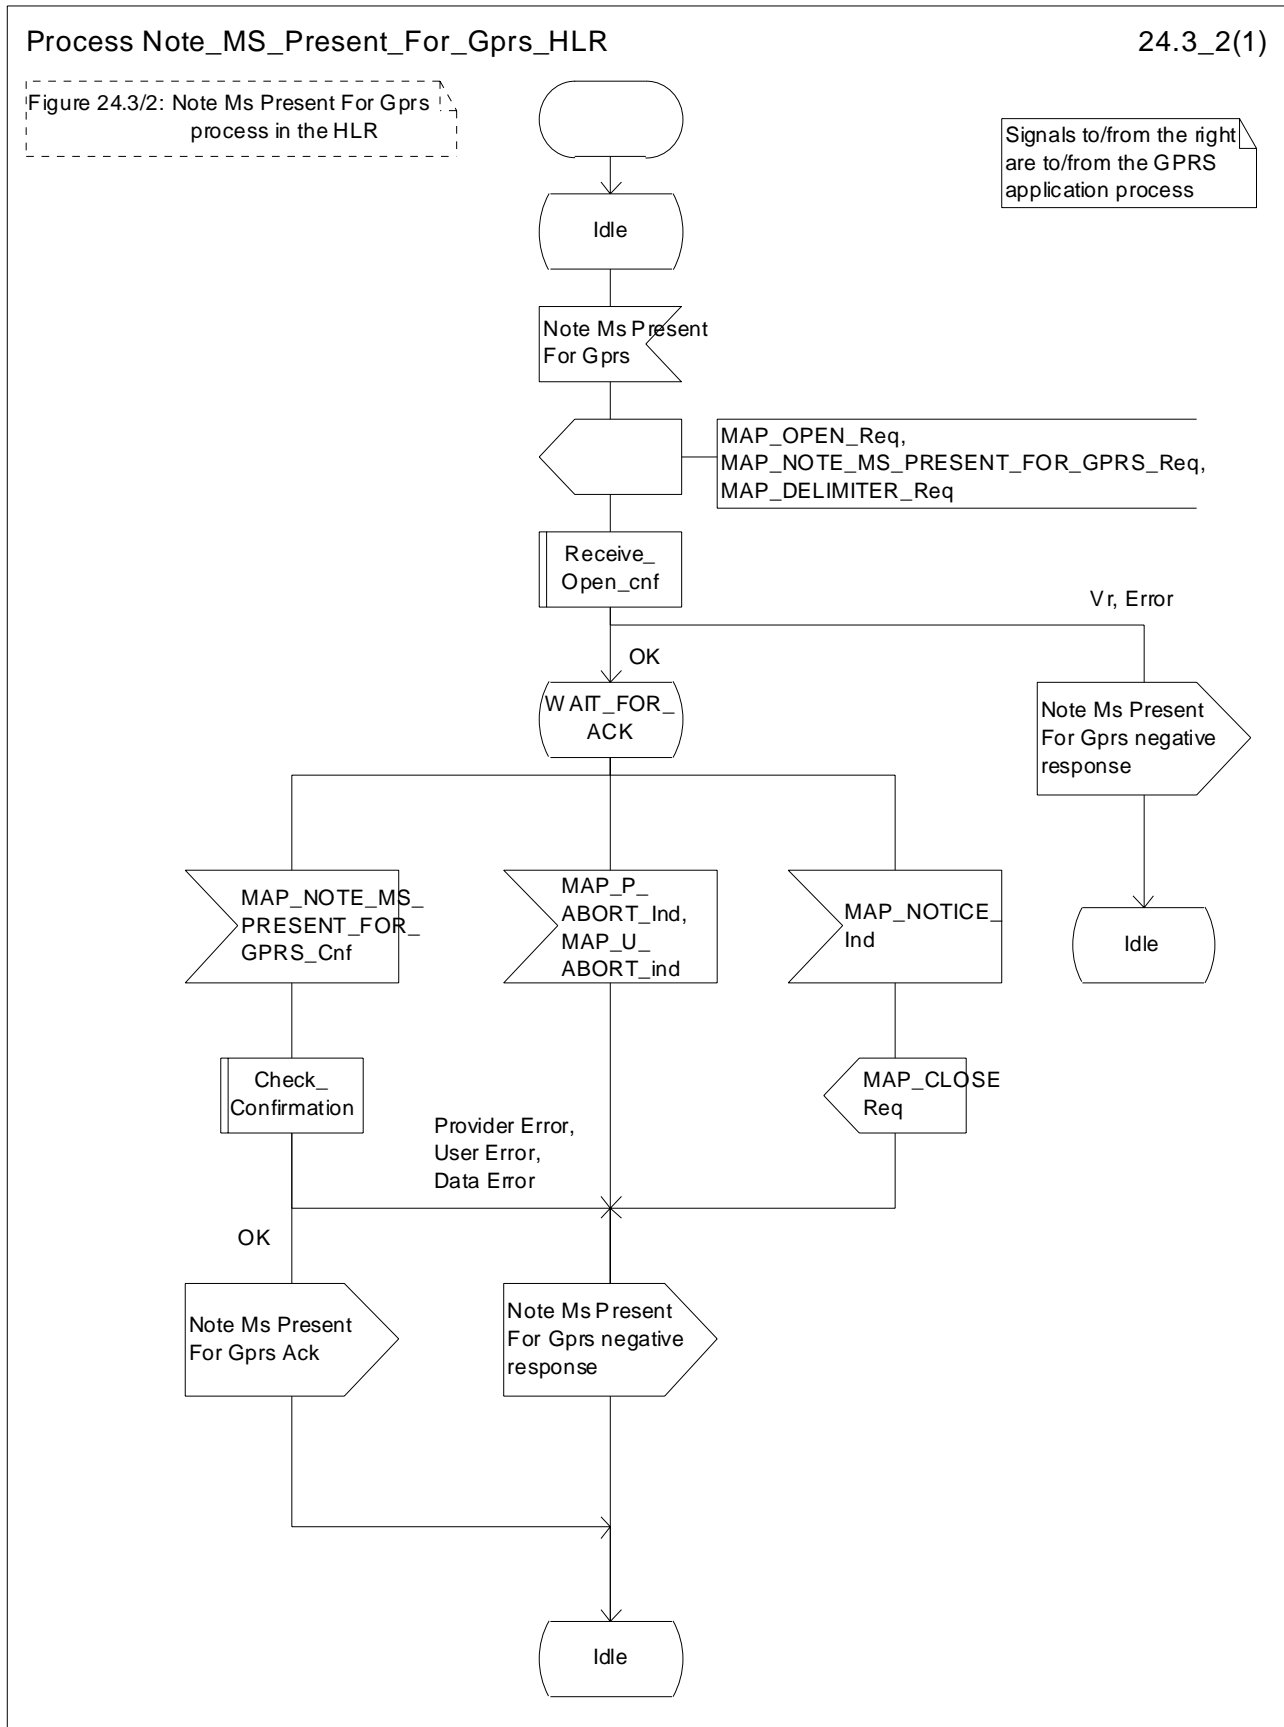 Process Note_MS_Present_For_Gprs_HLR
24.3_2(1)
Figure 24.3/2: Note Ms Present For Gprs
process in the HLR
Signals to/from the right
are to/from the GPRS
application process
Idle
Note Ms Present
For Gprs
MAP_OPEN_Req,
MAP_NOTE_MS_PRESENT_FOR_GPRS_Req,
MAP_DELIMITER_Req
Receive_
Open_cnf
Vr, Error
OK
WAIT_FOR_
ACK
Note Ms Present
For Gprs negative
response
MAP_NOTE_MS_
PRESENT_FOR_
GPRS_Cnf
MAP_P_
ABORT_Ind,
MAP_U_
ABORT_ind
MAP_NOTICE_
Ind
Idle
Check_
Confirmation
MAP_CLOSE
Req
Provider Error,
User Error,
Data Error
OK
Note Ms Present
For Gprs Ack
Note Ms Present
For Gprs negative
response
Idle